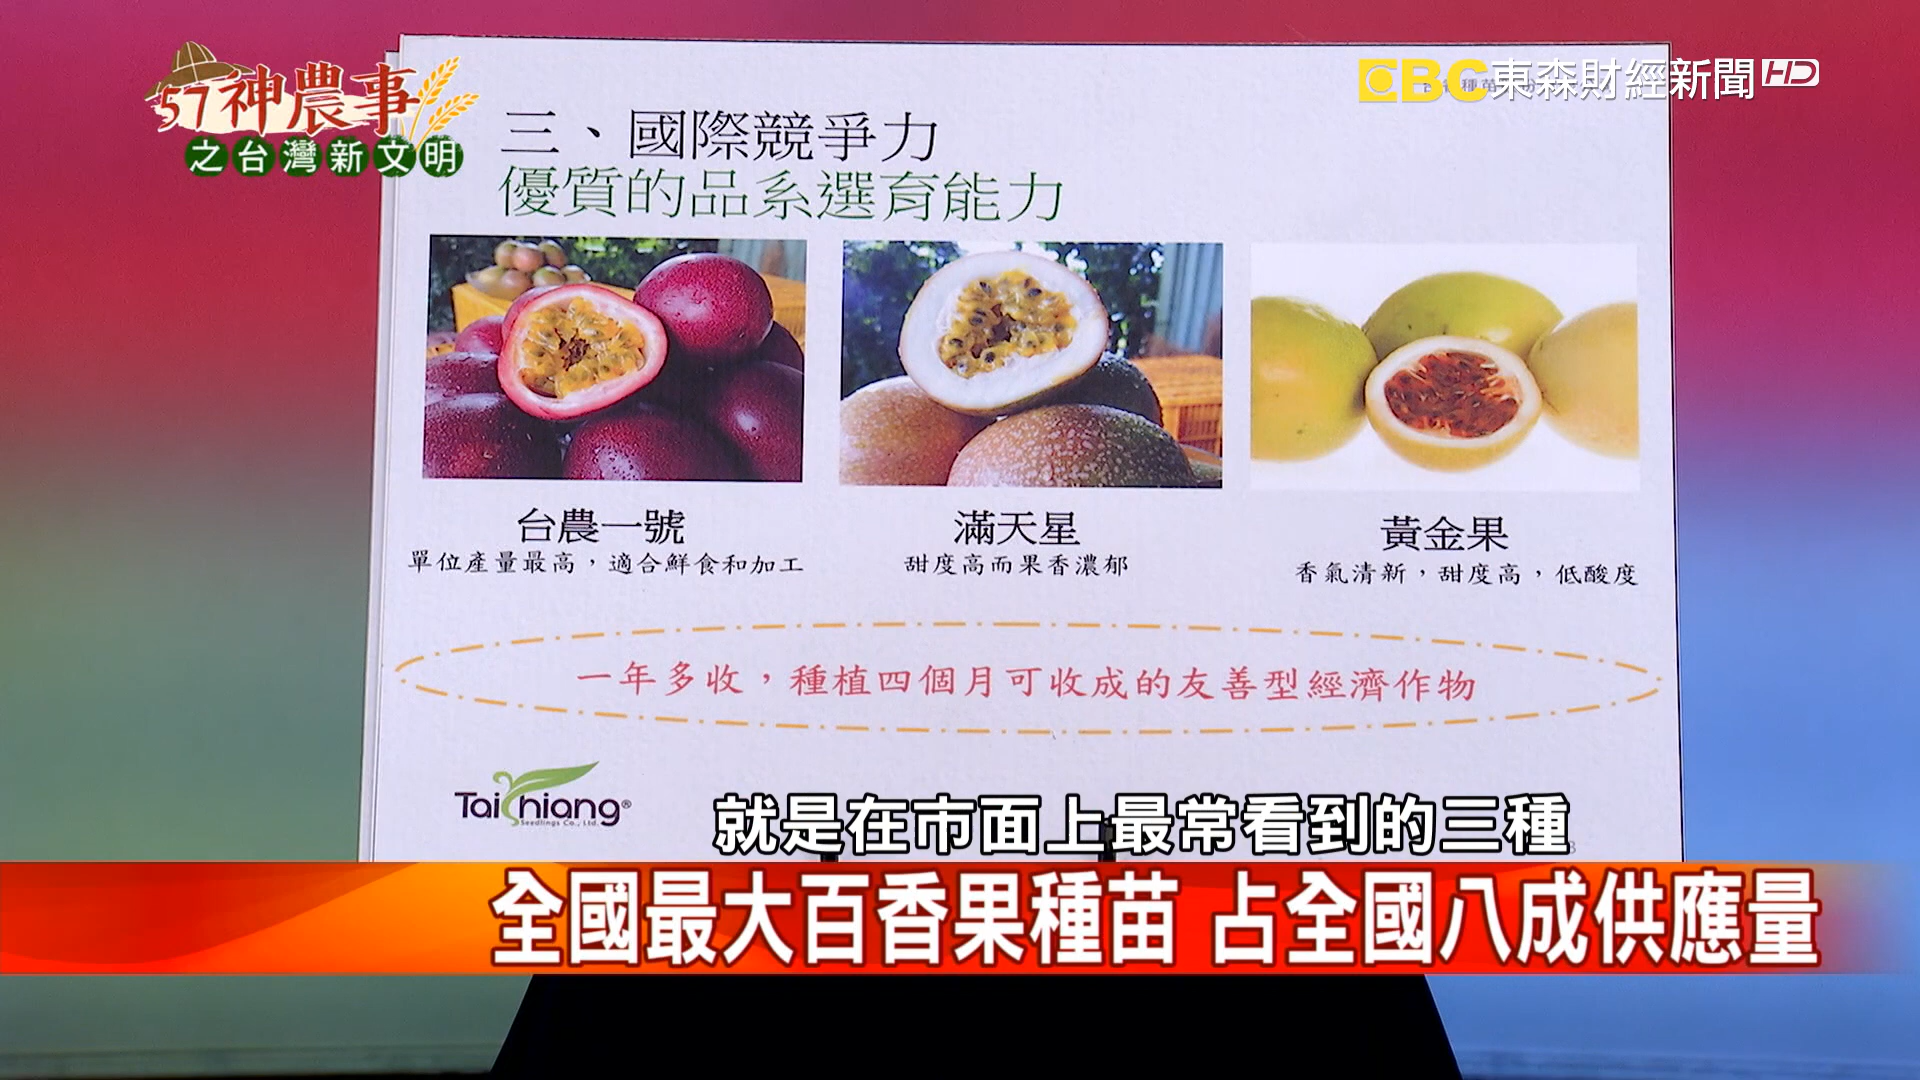 57神農事
之台灣新文明
EBC東森財經新聞HD
三、國際競爭力
優質的品系選育能力
台農一號
單位產量最高，適合鮮食和加工
滿天星
甜度高而果香濃郁
黃金果
香氣清新，甜度高，低酸度
一年多收，種植四個月可收成的友善型經濟作物
TaiChiang®
Seedlings Co., Ltd.
就是在市面上最常看到的三種
全國最大百香果種苗 占全國八成供應量